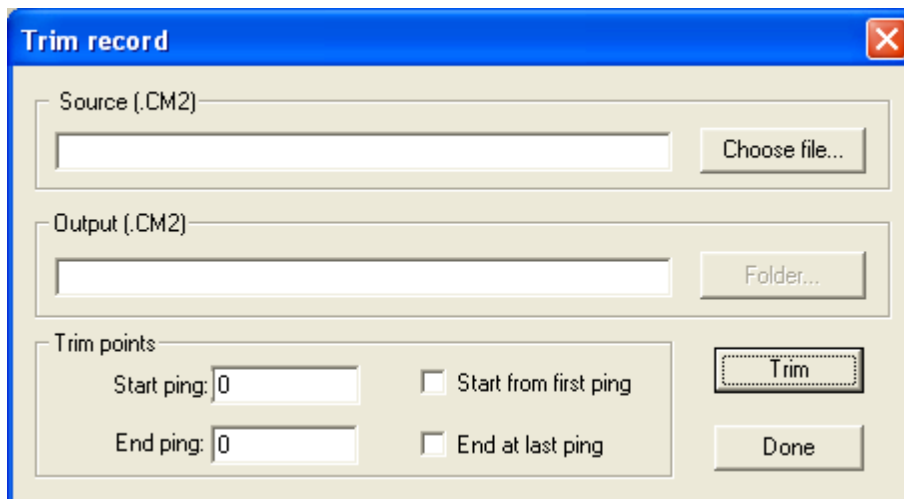 Trim record
Source (.CM2)
Choose file...
Output (.CM2)
Folder...
Trim points
Start ping: 0
Start from first ping
Trim
End ping: 0
End at last ping
Done